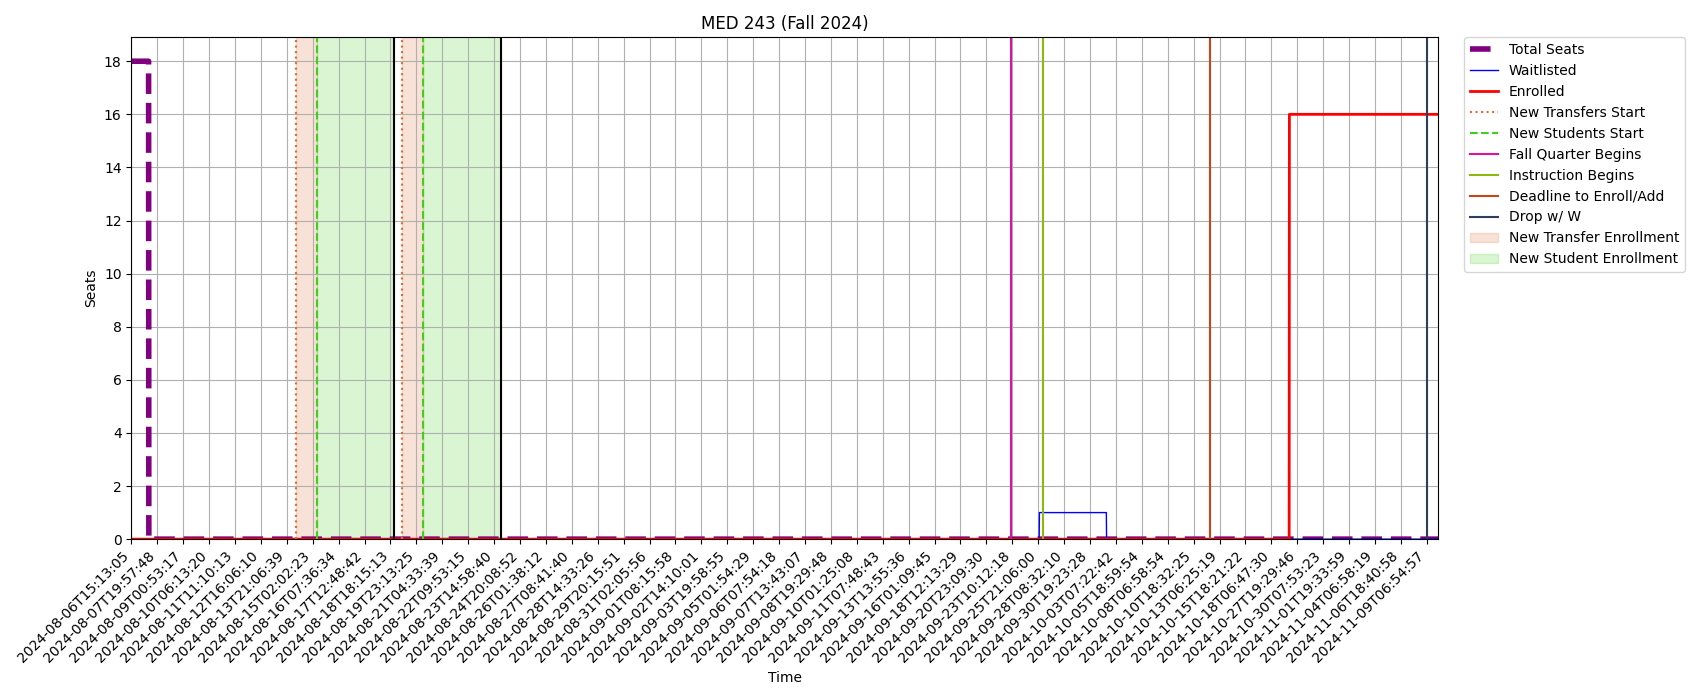 MED 243 (Fall 2024)
Total Seats
Waitlisted
Enrolled
New Transfers Start
New Students Start
Fall Quarter Begins
Instruction Begins
Deadline to Enroll/Add
Drop w/ W
New Transfer Enrollment
New Student Enrollment
Seats
18
16
14
12
10
8
6
4
2
0
2024-08-06T15:13:05
2024-08-07T19:57:48
2024-08-09T00:53:17
2024-08-10T06:13:20
2024-08-11T11:10:13
2024-08-12T16:06:10
2024-08-13T21:06:39
2024-08-15T02:02:23
2024-08-16T07:36:34
2024-08-17T12:48:42
2024-08-18T18:15:13
2024-08-19T23:13:25
2024-08-21T04:33:39
2024-08-22T09:53:15
2024-08-23T14:58:40
2024-08-24T20:08:52
2024-08-26T01:38:12
2024-08-27T08:41:40
2024-08-28T14:33:26
2024-08-29T20:15:51
2024-08-31T02:05:56
2024-09-01T08:15:58
2024-09-02T14:10:01
2024-09-03T19:58:55
2024-09-05T01:54:29
2024-09-06T07:54:18
2024-09-07T13:43:07
2024-09-08T19:29:48
2024-09-10T01:25:08
2024-09-11T07:48:43
2024-09-13T13:55:36
2024-09-16T01:09:45
2024-09-18T12:13:29
2024-09-20T23:09:30
2024-09-23T10:12:18
2024-09-25T21:06:00
2024-09-28T08:32:10
2024-09-30T19:23:28
2024-10-03T07:22:42
2024-10-05T18:59:54
2024-10-08T06:58:54
2024-10-10T18:32:25
2024-10-13T06:25:19
2024-10-15T18:21:22
2024-10-18T06:47:30
2024-10-27T19:29:46
2024-10-30T07:53:23
2024-11-01T19:33:59
2024-11-04T06:58:19
2024-11-06T18:40:58
2024-11-09T06:54:57
Time